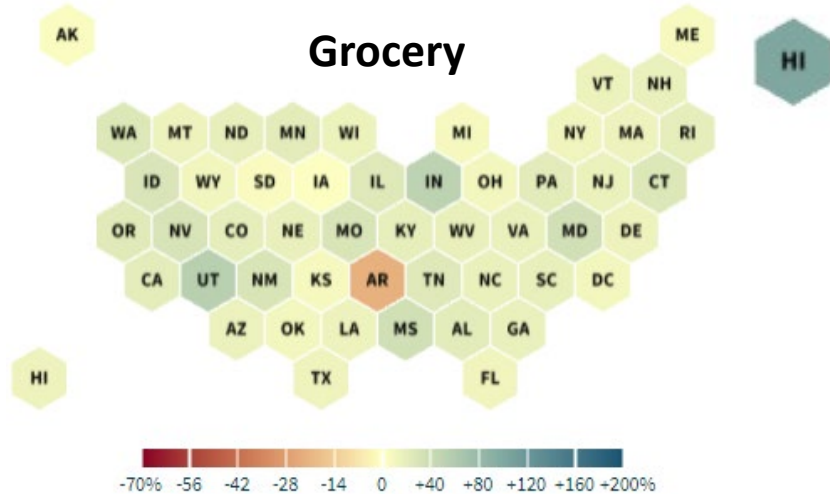 Grocery
AK
ME
HI
VT NH
WA MT ND MN WI MI NY MA RI
ID WY SD IA IL IN OH PA NJ CT
OR NV CO NE MO KY WV VA MD DE
CA UT NM KS AR TN NC SC DC
AZ OK LA MS AL GA
HI TX FL
-70% -56 -42 -28 -14 0 +40 +80 +120 +160 +200%